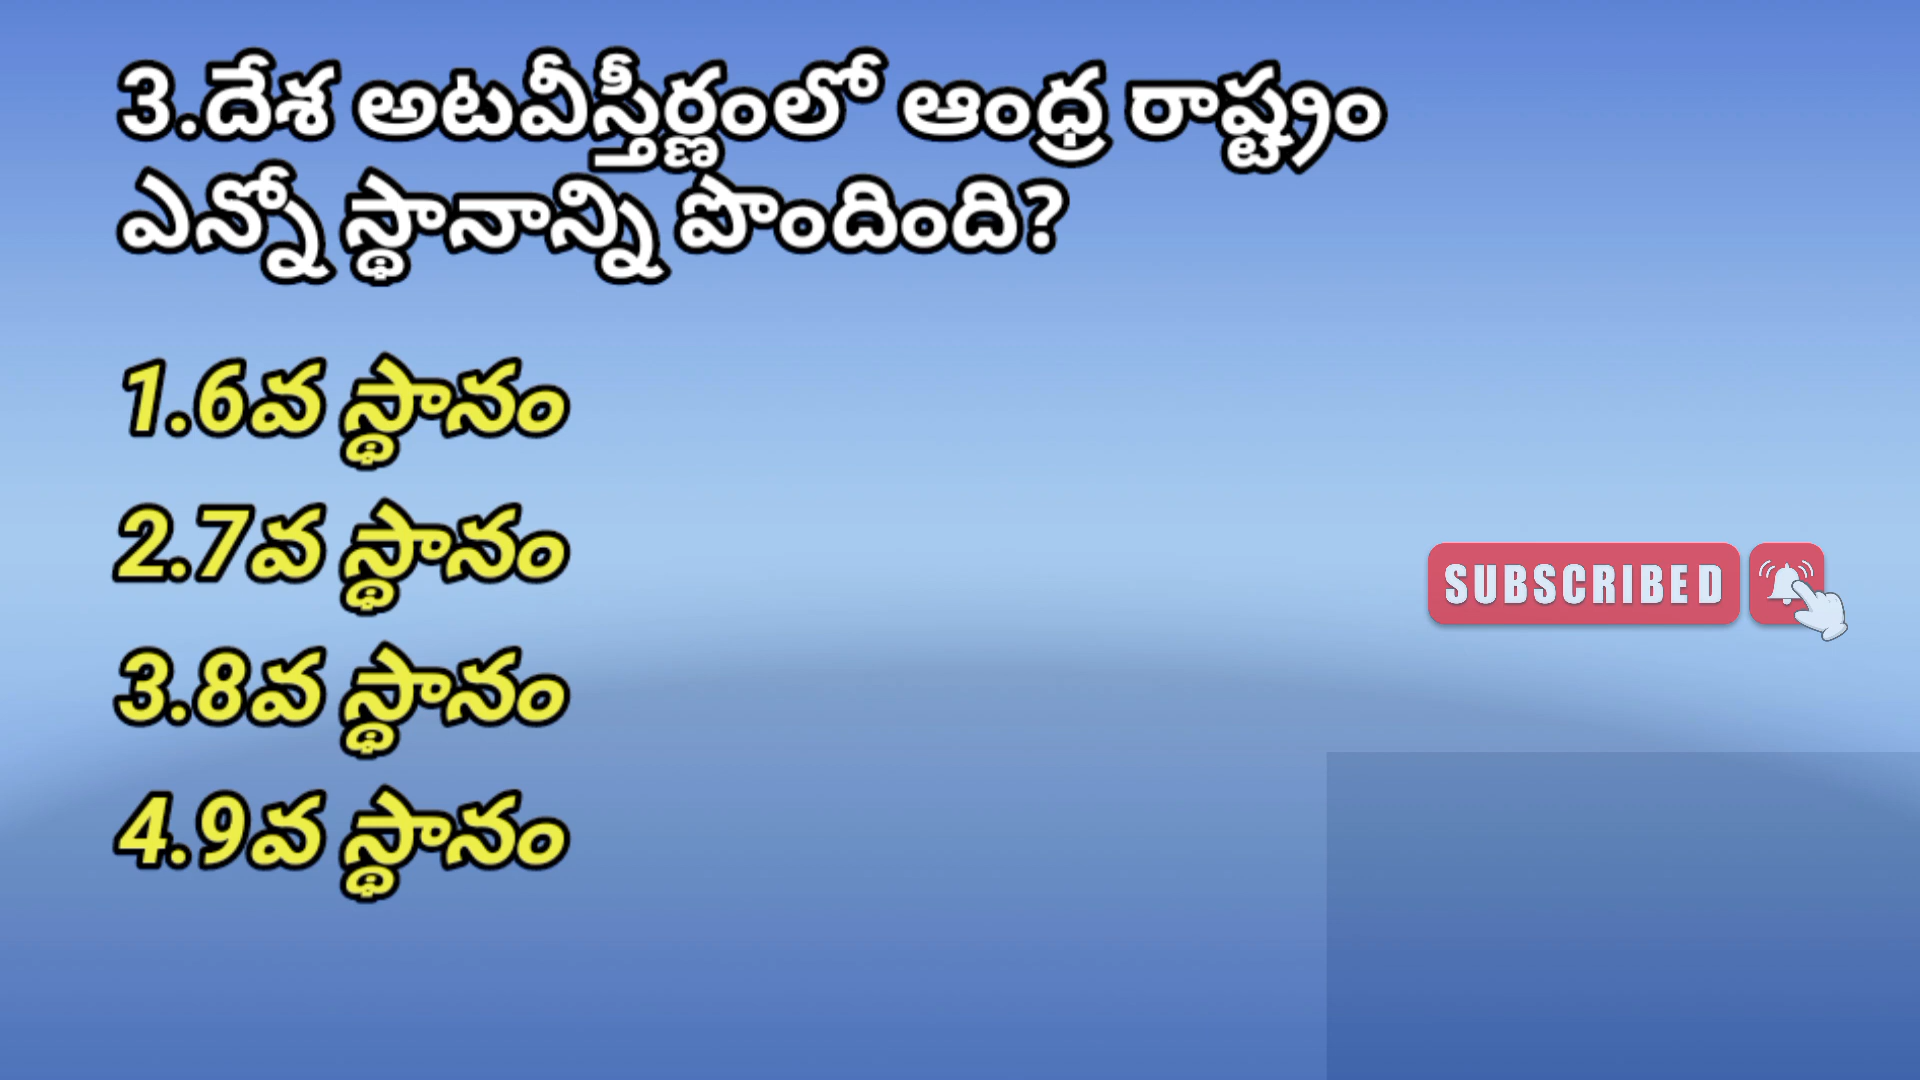 3.దేశ అటవీస్తీర్ణంలో ఆంధ్ర రాష్ట్రం
ఎన్నో స్థానాన్ని పొందింది?
1.6వ స్థానం
2.7వ స్థానం
3.8వ స్థానం
4.9వ స్థానం
SUBSCRIBED